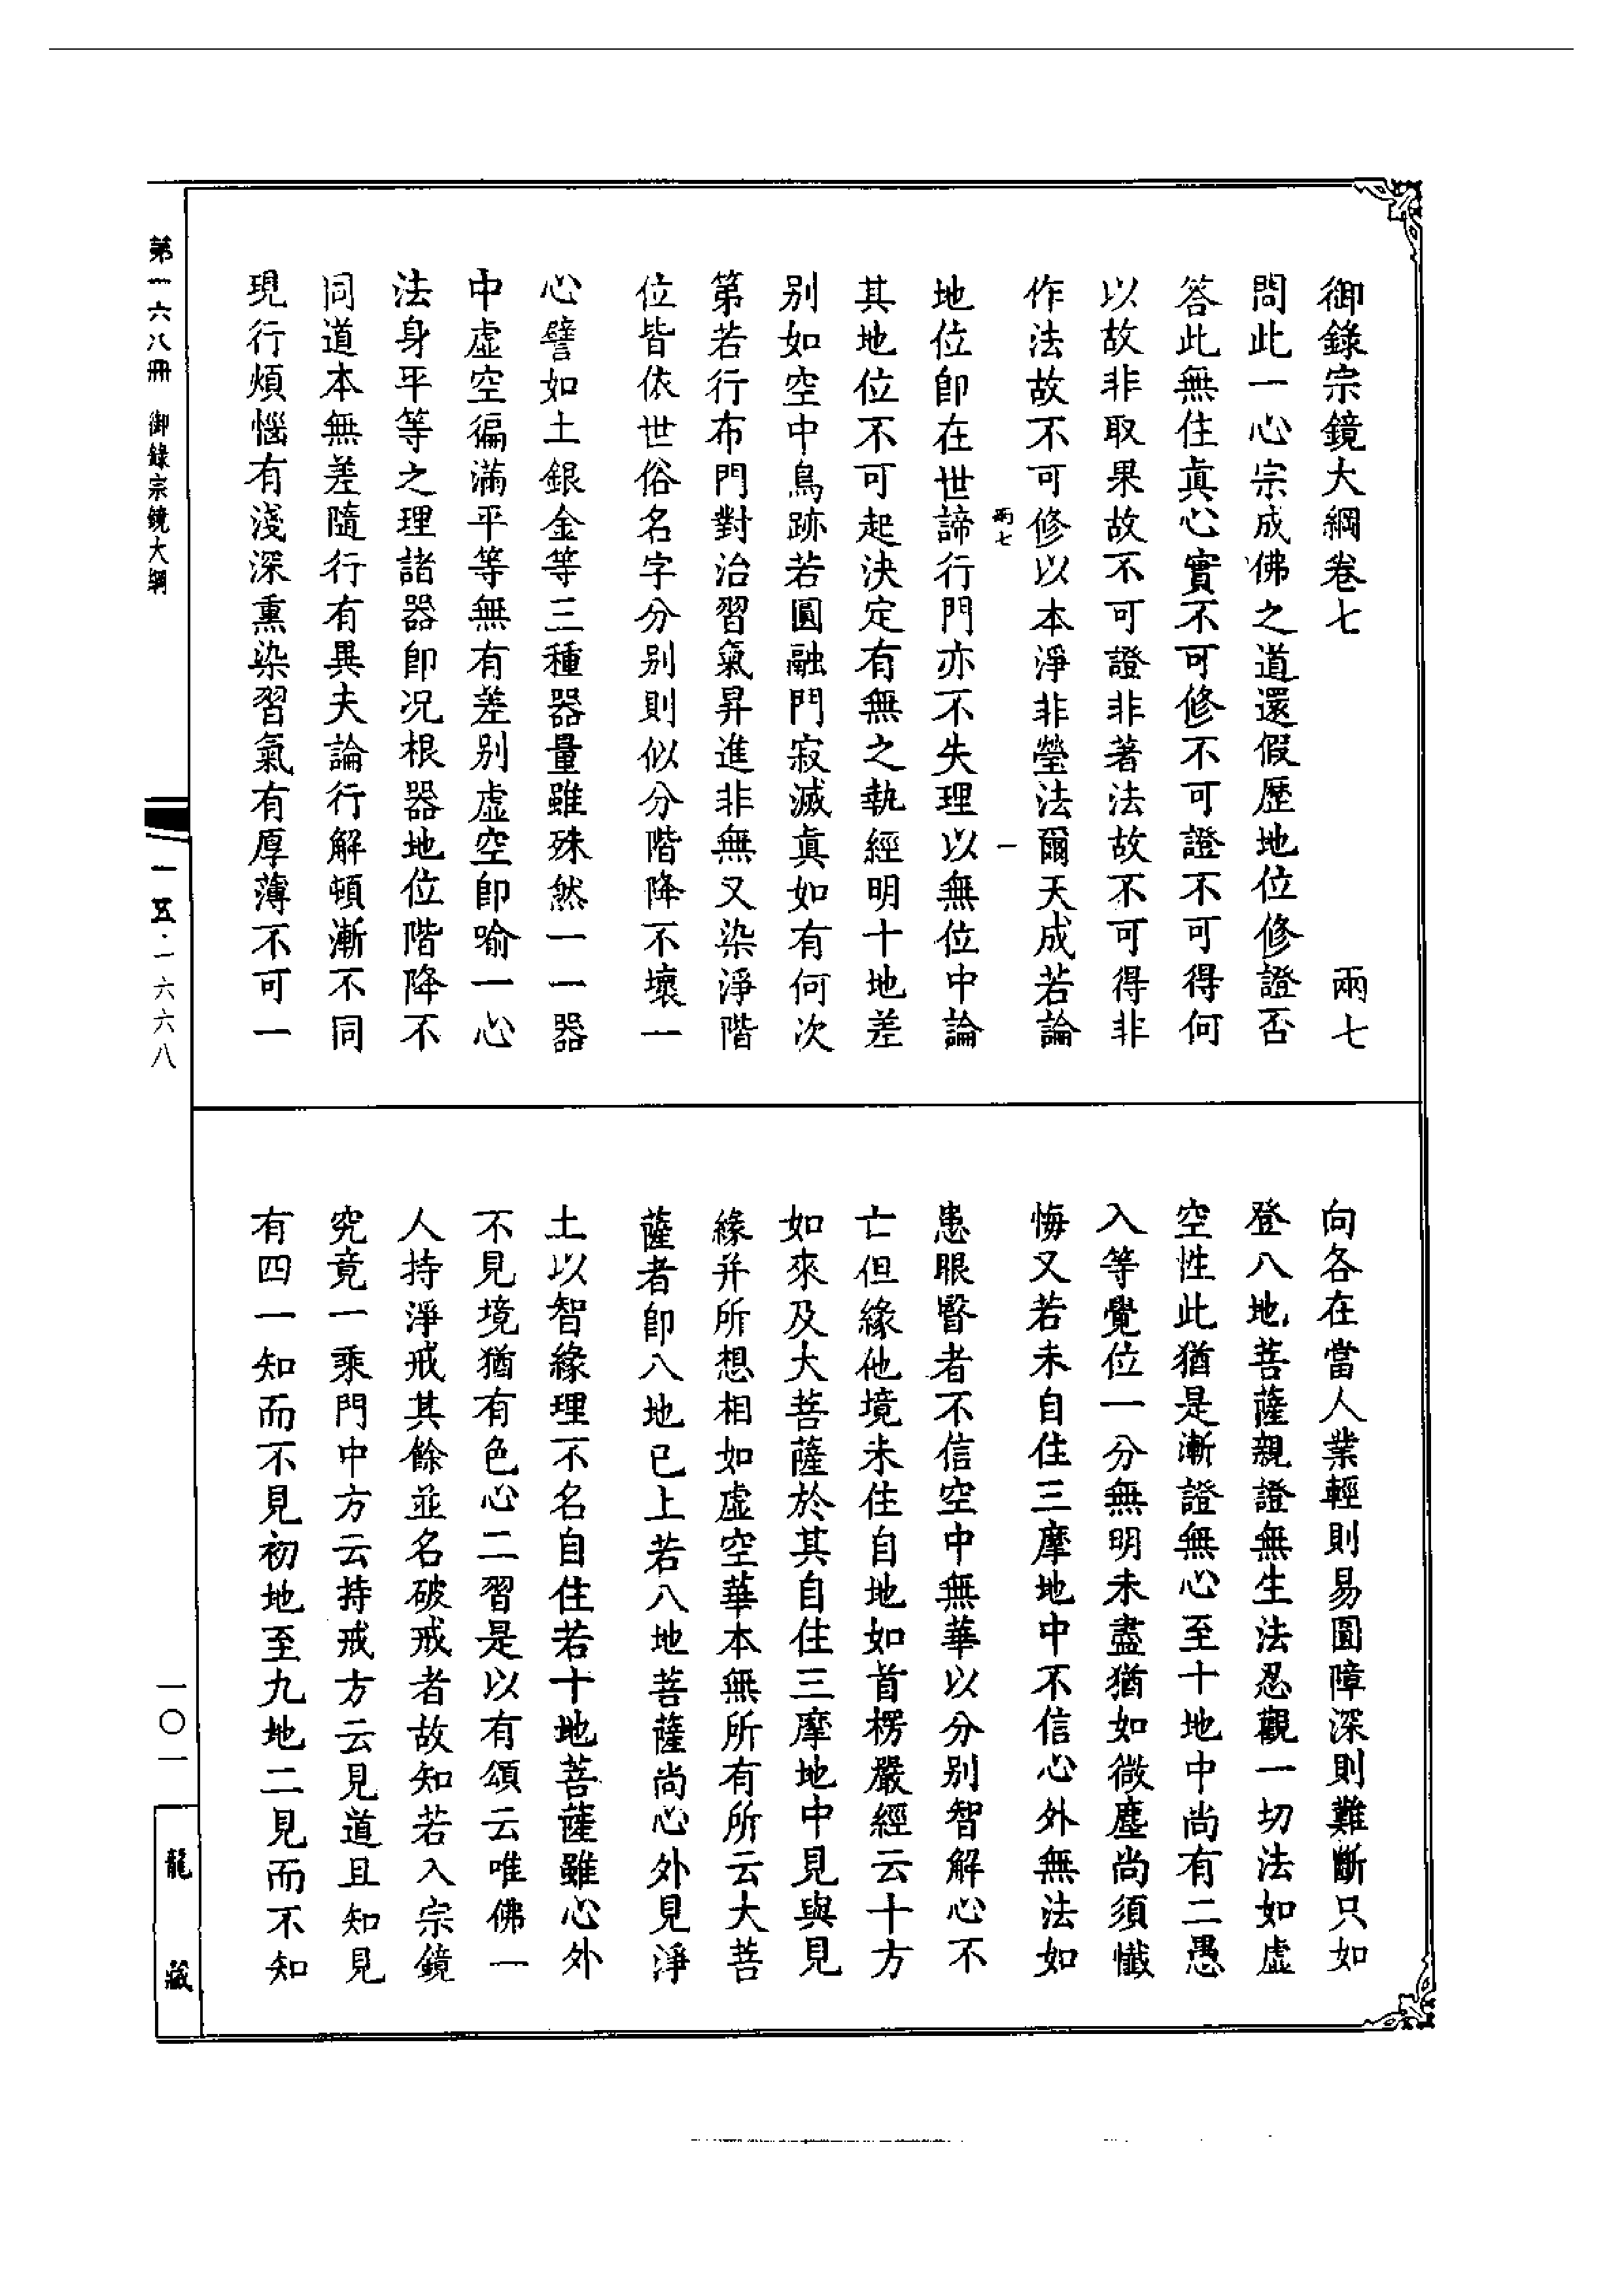 御錄宗鏡大綱卷七　兩七
問此一心宗成佛之道還假歷地位修證否
答此無住眞心實不可修不可證不可得何
以故非取果故不可證非著法故不可得非
作法故不可修以本淨非瑩法爾天成若論
兩七　一
地位卽在世諦行門亦不失理以無位中論
其地位不可起決定有無之執經明十地差
别如空中鳥跡若圓融門寂滅眞如有何次
第若行布門對治習氣昇進非無又染淨階
位皆依世俗名字分别則似分階降不壞一
心譬如土銀金等三種器量雖殊然一一器
中虛空徧滿平等無有差别虛空卽喻一心
法身平等之理諸器卽况根器地位階降不
同道本無差隨行有異夫論行解頓漸不同
現行煩惱有淺深熏染習氣有厚薄不可一
向各在當人業輕則易圓障深則難斷只如
登八地菩薩親證無生法忍觀一切法如虛
空性此猶是漸證無心至十地中尚有二愚
入等覺位一分無明未盡猶如微塵尚須懺
悔又若未自住三摩地中不信心外無法如
患眼瞖者不信空中無華以分别智解心不
亡但緣他境未住自地如首楞嚴經云十方
如來及大菩薩於其自住三摩地中見與見
緣并所想相如虛空華本無所有所云大菩
薩者卽八地已上若八地菩薩尚心外見淨
土以智緣理不名自住若十地菩薩雖心外
不見境猶有色心二習是以有頌云唯佛一
人持淨戒其餘並名破戒者故知若入宗鏡
究竟一乘門中方云持戒方云見道且知見
有四一知而不見初地至九地二見而不知
第一六八冊　御錄宗鏡大綱
一五·一六六八
一〇一
龍藏